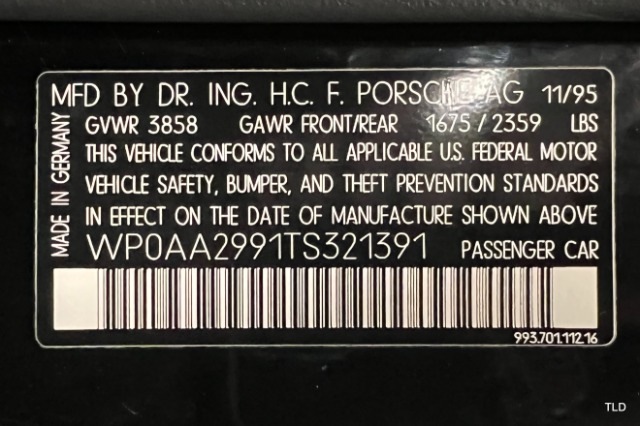 MADE IN GERMANY
MFD BY DR. ING. H.C. F. PORSCHE AG 11/95
GVWR 3858 GAWR FRONT/REAR 1675 / 2359 LBS
THIS VEHICLE CONFORMS TO ALL APPLICABLE U.S. FEDERAL MOTOR
VEHICLE SAFETY, BUMPER, AND THEFT PREVENTION STANDARDS
IN EFFECT ON THE DATE OF MANUFACTURE SHOWN ABOVE
WP0AA2991TS321391 PASSENGER CAR
993.701.112.16
TLD